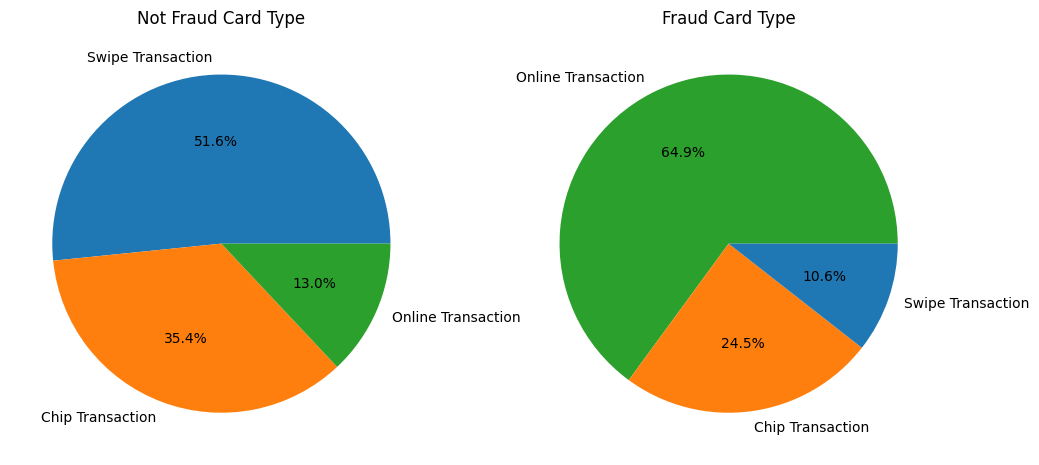 Not Fraud Card Type
Swipe Transaction
51.6%
13.0%
Online Transaction
35.4%
Chip Transaction
Fraud Card Type
Online Transaction
64.9%
10.6%
Swipe Transaction
24.5%
Chip Transaction